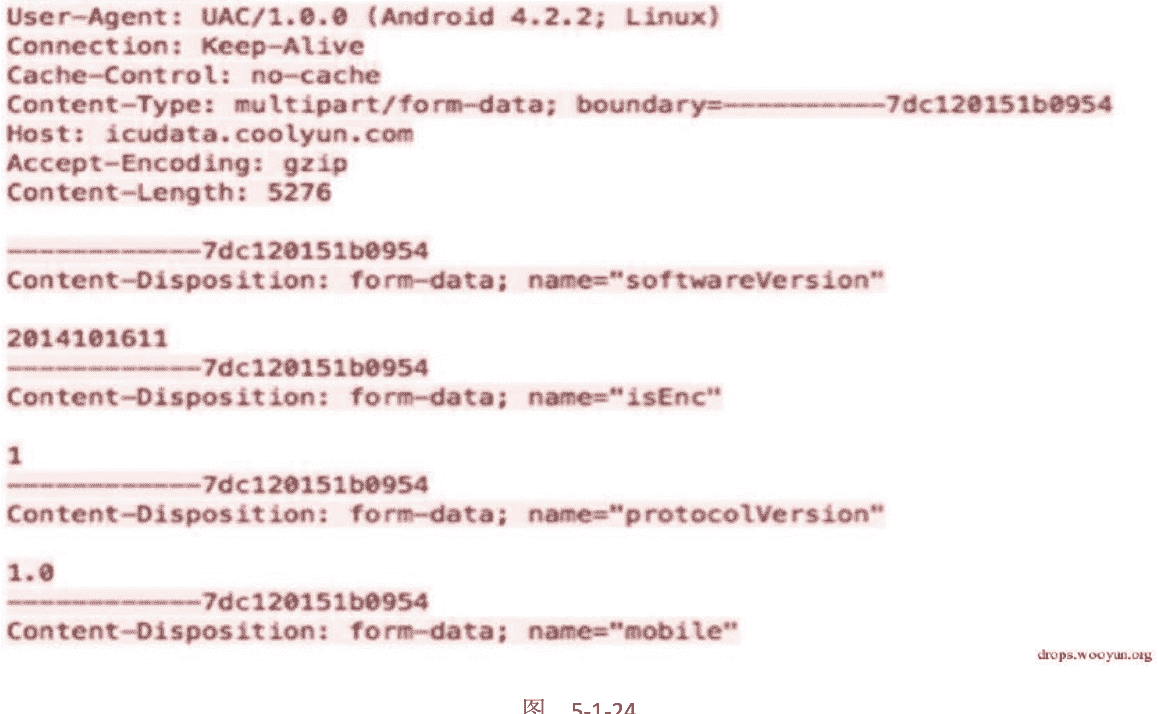 User-Agent: UAC/1.0.0 (Android 4.2.2; Linux)
Connection: Keep-Alive
Cache-Control: no-cache
Content-Type: multipart/form-data; boundary=----------7dc120151b0954
Host: icudata.coolyun.com
Accept-Encoding: gzip
Content-Length: 5276
------------7dc120151b0954
Content-Disposition: form-data; name="softwareVersion"
2014101611
------------7dc120151b0954
Content-Disposition: form-data; name="isEnc"
1
------------7dc120151b0954
Content-Disposition: form-data; name="protocolVersion"
1.0
------------7dc120151b0954
Content-Disposition: form-data; name="mobile"
drops.wooyun.org
图 5-1-24